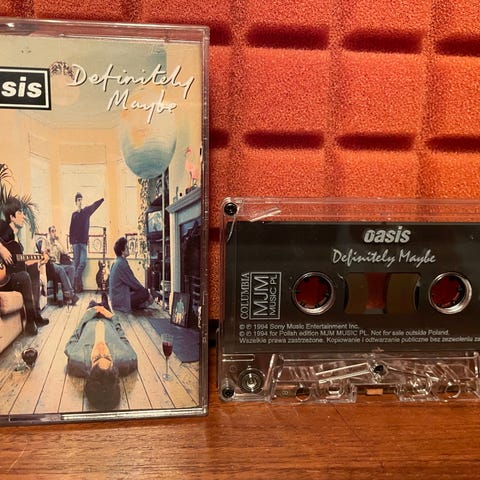 sis
Definitely
Maybe
oasis
Definitely Maybe
COLUMBIA
MJM
MUSIC PL
℗ 1994 Sony Music Entertainment Inc.
© 1994 for Polish edition MJM MUSIC PL. Not for sale outside Poland.
Wszelkie prawa zastrzeżone. Kopiowanie i odtwarzanie publiczne bez zezwolenia